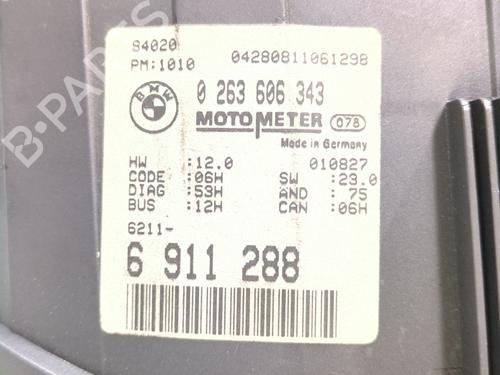 84020
PM:1010 04280811061298
BMW 0 263 606 343
MOTOMETER 078
Made in Germany
HW :12.0 010827
CODE :06H SW :23.0
DIAG :53H AND : 75
BUS :12H CAN :06H
6211-
6 911 288